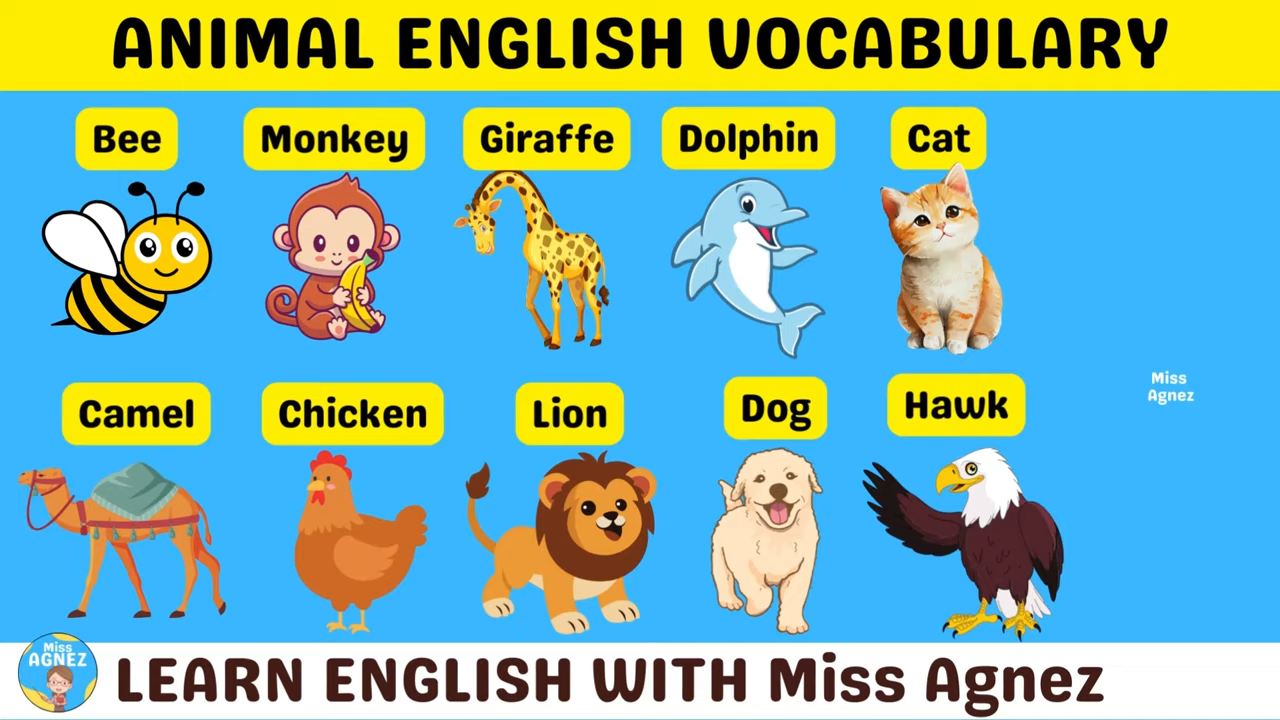 ANIMAL ENGLISH VOCABULARY
Bee Monkey Giraffe Dolphin Cat
Camel Chicken Lion Dog Hawk
Miss
Agnez
Miss
AGNEZ
LEARN ENGLISH WITH Miss Agnez